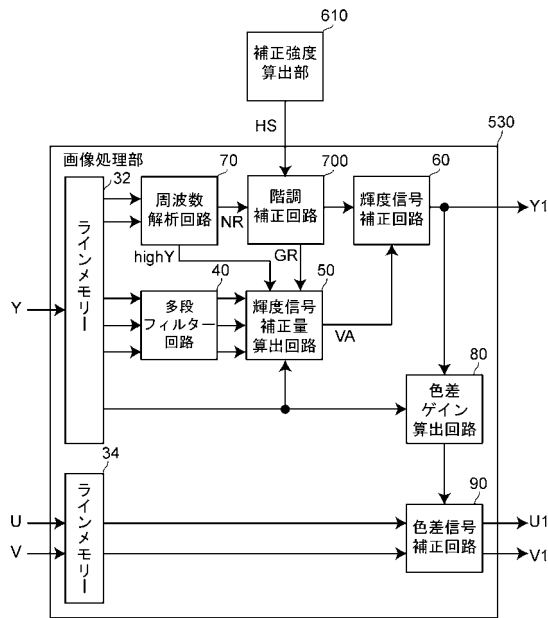 610
補正強度
算出部
HS
530
画像処理部
32
70
700
60
ラインメモリー
周波数
解析回路
NR
階調
補正回路
輝度信号
補正回路
Y1
highY
GR
40
50
Y
多段
フィルター
回路
輝度信号
補正量
算出回路
VA
80
色差
ゲイン
算出回路
34
90
ラインメモリー
U
V
色差信号
補正回路
U1
V1